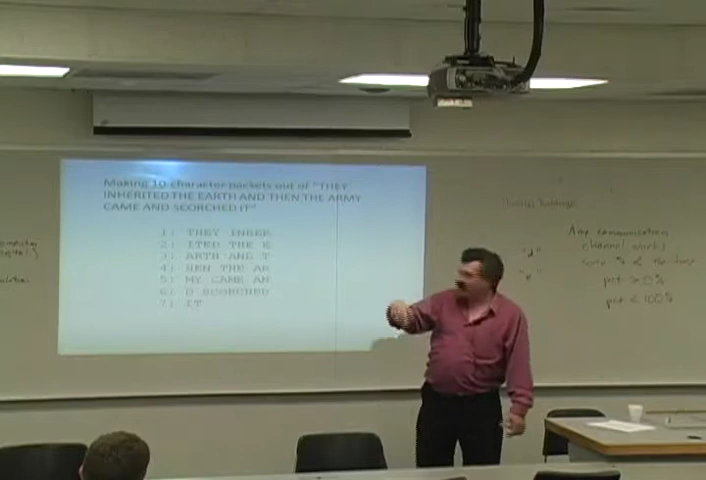 Making 10-character packets out of "THEY
INHERITED THE EARTH AND THEN THE ARMY
CAME AND SCORCHED IT"
1: THEY INHER
2: ITED THE E
3: ARTH AND T
4: HEN THE AR
5: MY CAME AN
6: D SCORCHED
7: IT
Any communication
channel works
some % of the time
pct > 0%
pct < 100%
"d"
"e"